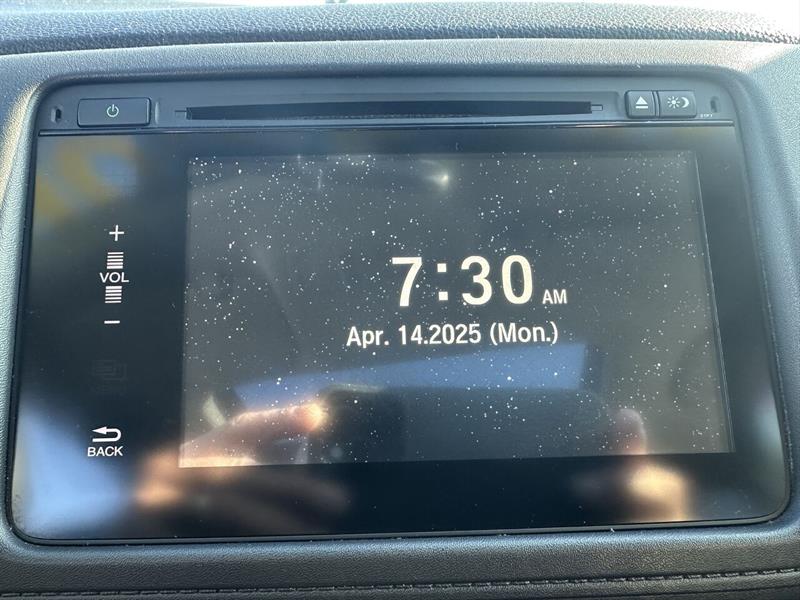 +
VOL
−
7:30 AM
Apr. 14.2025 (Mon.)
BACK